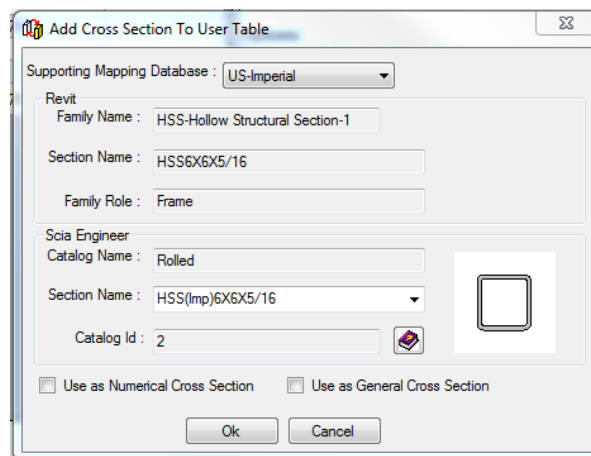 Add Cross Section To User Table
Supporting Mapping Database : US-Imperial
Revit
Family Name : HSS-Hollow Structural Section-1
Section Name : HSS6X6X5/16
Family Role : Frame
Scia Engineer
Catalog Name : Rolled
Section Name : HSS(Imp)6X6X5/16
Catalog Id : 2
Use as Numerical Cross Section Use as General Cross Section
Ok Cancel